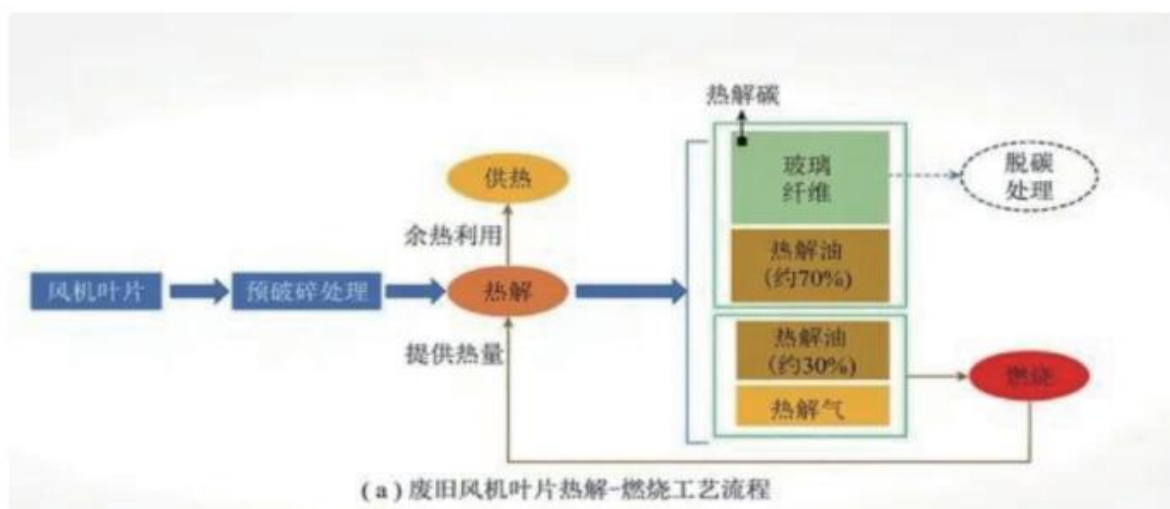 热解碳
玻璃
纤维
脱碳
处理
供热
余热利用
热解油
(约70%)
风机叶片
预破碎处理
热解
提供热量
热解油
(约30%)
燃烧
热解气
(a)废旧风机叶片热解-燃烧工艺流程